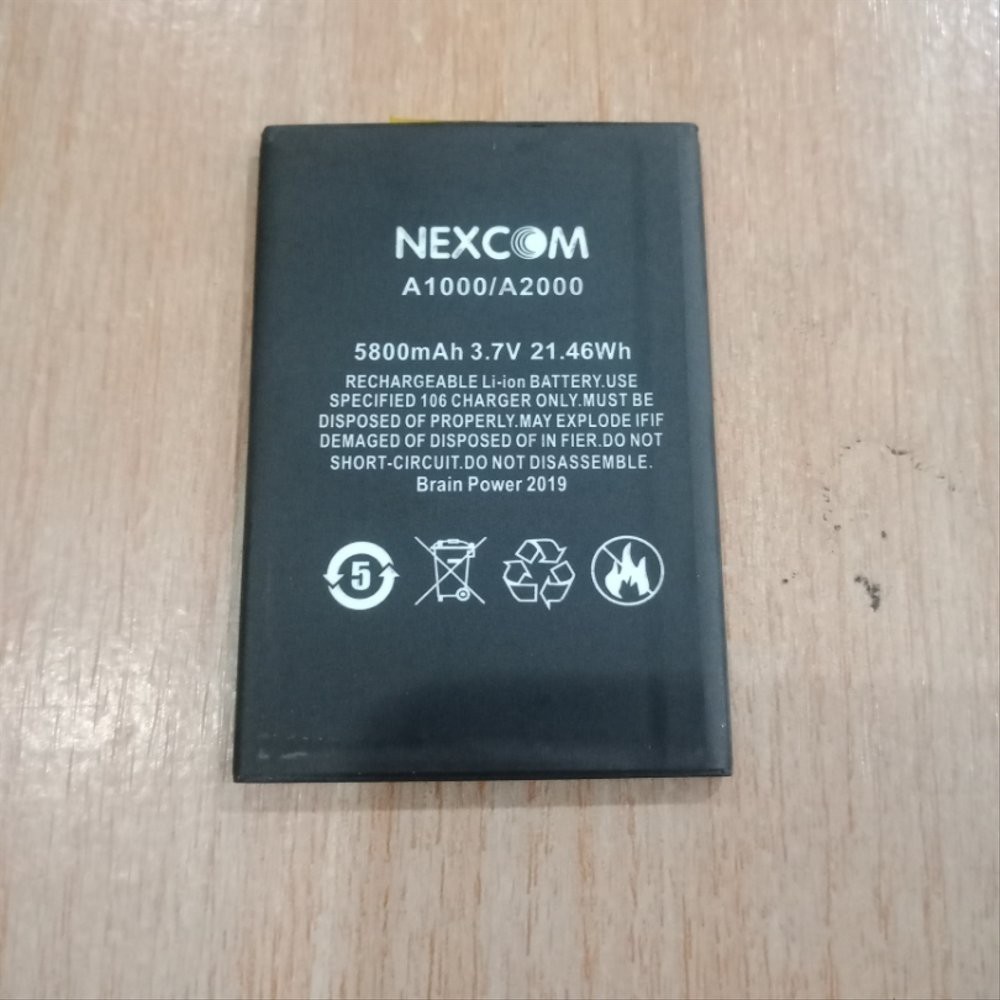 NEXCOM
A1000/A2000
5800mAh 3.7V 21.46Wh
RECHARGEABLE Li-ion BATTERY.USE
SPECIFIED 106 CHARGER ONLY.MUST BE
DISPOSED OF PROPERLY.MAY EXPLODE IFIF
DEMAGED OF DISPOSED OF IN FIER.DO NOT
SHORT-CIRCUIT.DO NOT DISASSEMBLE.
Brain Power 2019
5